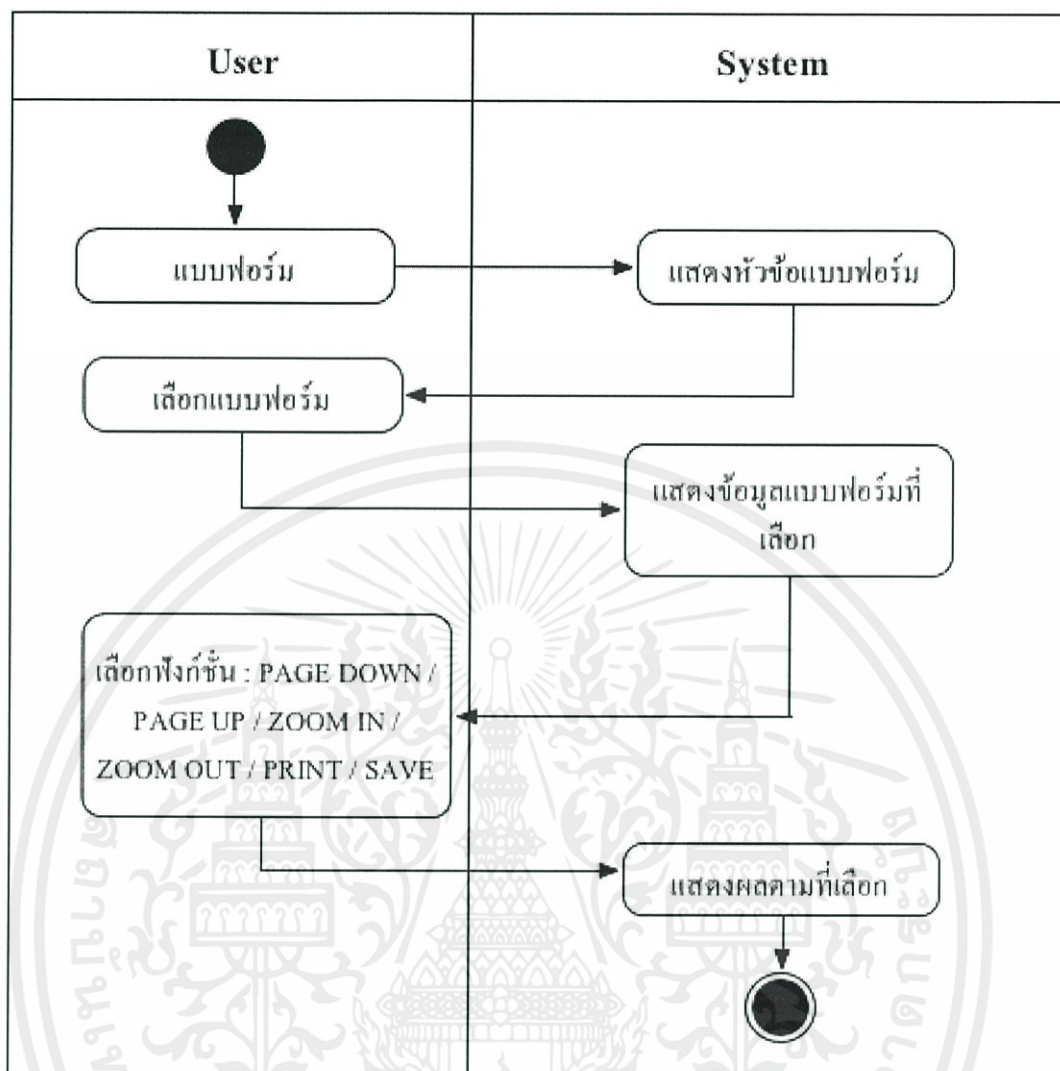 User
System
แบบฟอร์ม
แสดงหัวข้อแบบฟอร์ม
เลือกแบบฟอร์ม
แสดงข้อมูลแบบฟอร์มที่
เลือก
เลือกฟังก์ชั่น : PAGE DOWN /
PAGE UP / ZOOM IN /
ZOOM OUT / PRINT / SAVE
แสดงผลตามที่เลือก